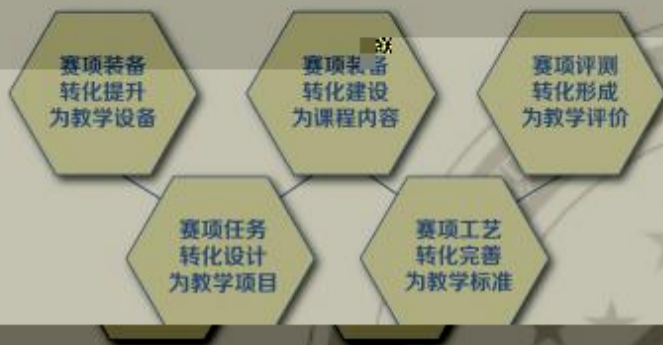 赛项装备
转化提升
为教学设备
赛项装备
转化建设
为课程内容
赛项评测
转化形成
为教学评价
赛项任务
转化设计
为教学项目
赛项工艺
转化完善
为教学标准